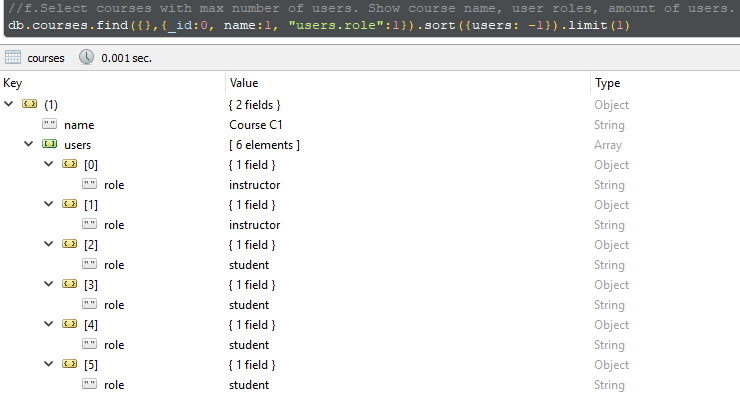 //f.Select courses with max number of users. Show course name, user roles, amount of users.
db.courses.find({},{_id:0, name:1, "users.role":1}).sort({users: -1}).limit(1)
courses 0.001 sec.
Key Value Type
(1) { 2 fields } Object
name Course C1 String
users [ 6 elements ] Array
[0] { 1 field } Object
role instructor String
[1] { 1 field } Object
role instructor String
[2] { 1 field } Object
role student String
[3] { 1 field } Object
role student String
[4] { 1 field } Object
role student String
[5] { 1 field } Object
role student String